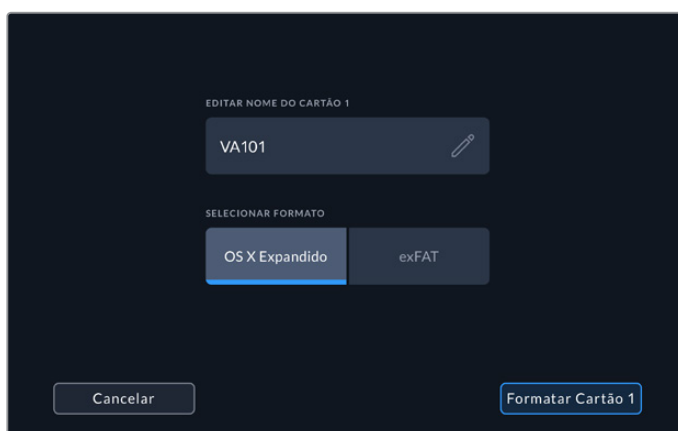 EDITAR NOME DO CARTÃO 1
VA101
SELECIONAR FORMATO
OS X Expandido
exFAT
Cancelar
Formatar Cartão 1